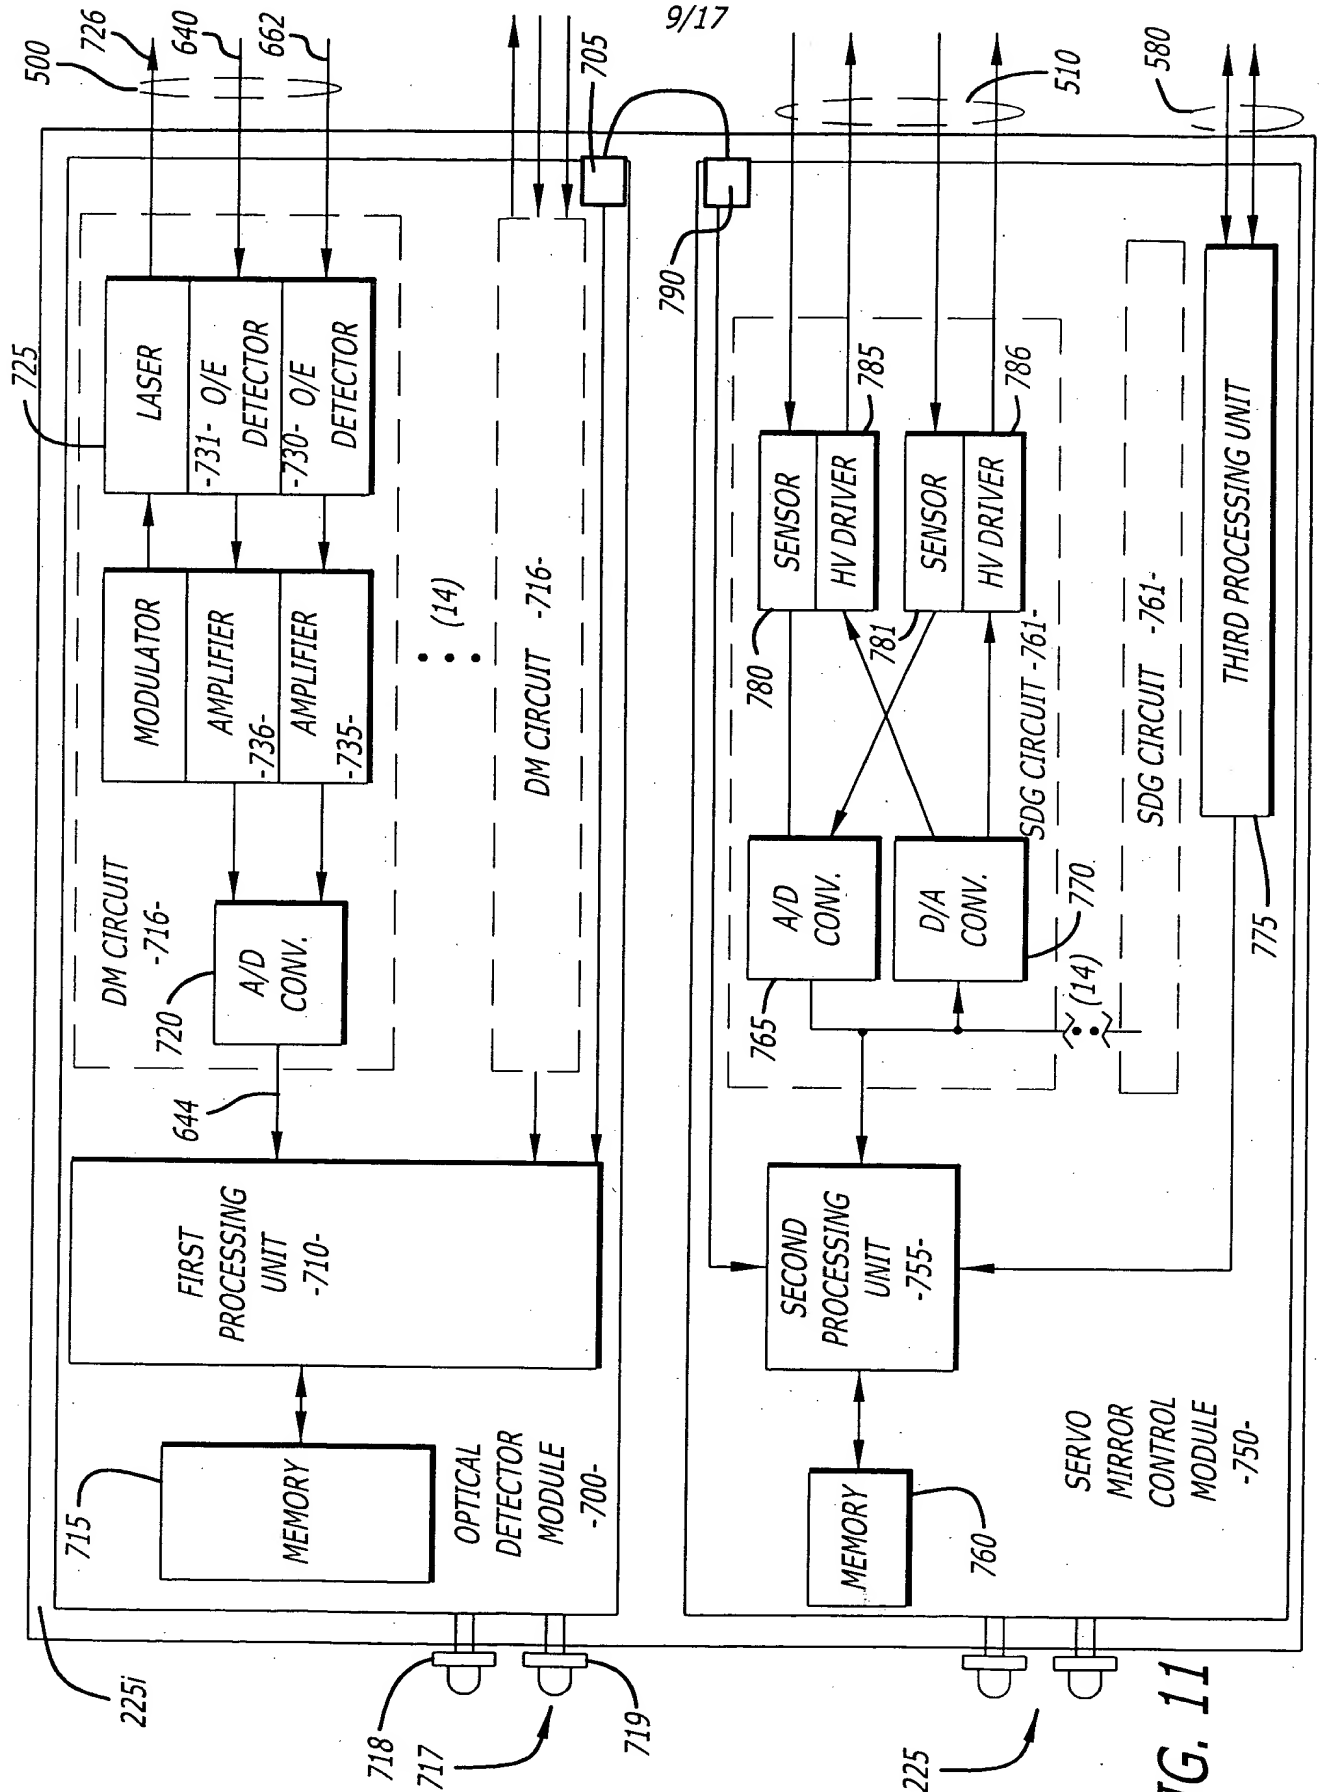 9/17
500
726
640
662
705
725
LASER
-731- O/E
DETECTOR
-730- O/E
DETECTOR
MODULATOR
AMPLIFIER
-736-
AMPLIFIER
-735-
DM CIRCUIT
-716-
720
A/D
CONV.
644
(14)
DM CIRCUIT -716-
FIRST
PROCESSING
UNIT
-710-
715
MEMORY
OPTICAL
DETECTOR
MODULE
-700-
225i
718
717
719
790
510
580
SENSOR
HV DRIVER
785
780
SENSOR
HV DRIVER
786
781
A/D
CONV.
765
D/A
CONV.
770
SDG CIRCUIT -761-
(14)
SDG CIRCUIT -761-
THIRD PROCESSING UNIT
775
SECOND
PROCESSING
UNIT
-755-
MEMORY
760
SERVO
MIRROR
CONTROL
MODULE
-750-
225
FIG. 11